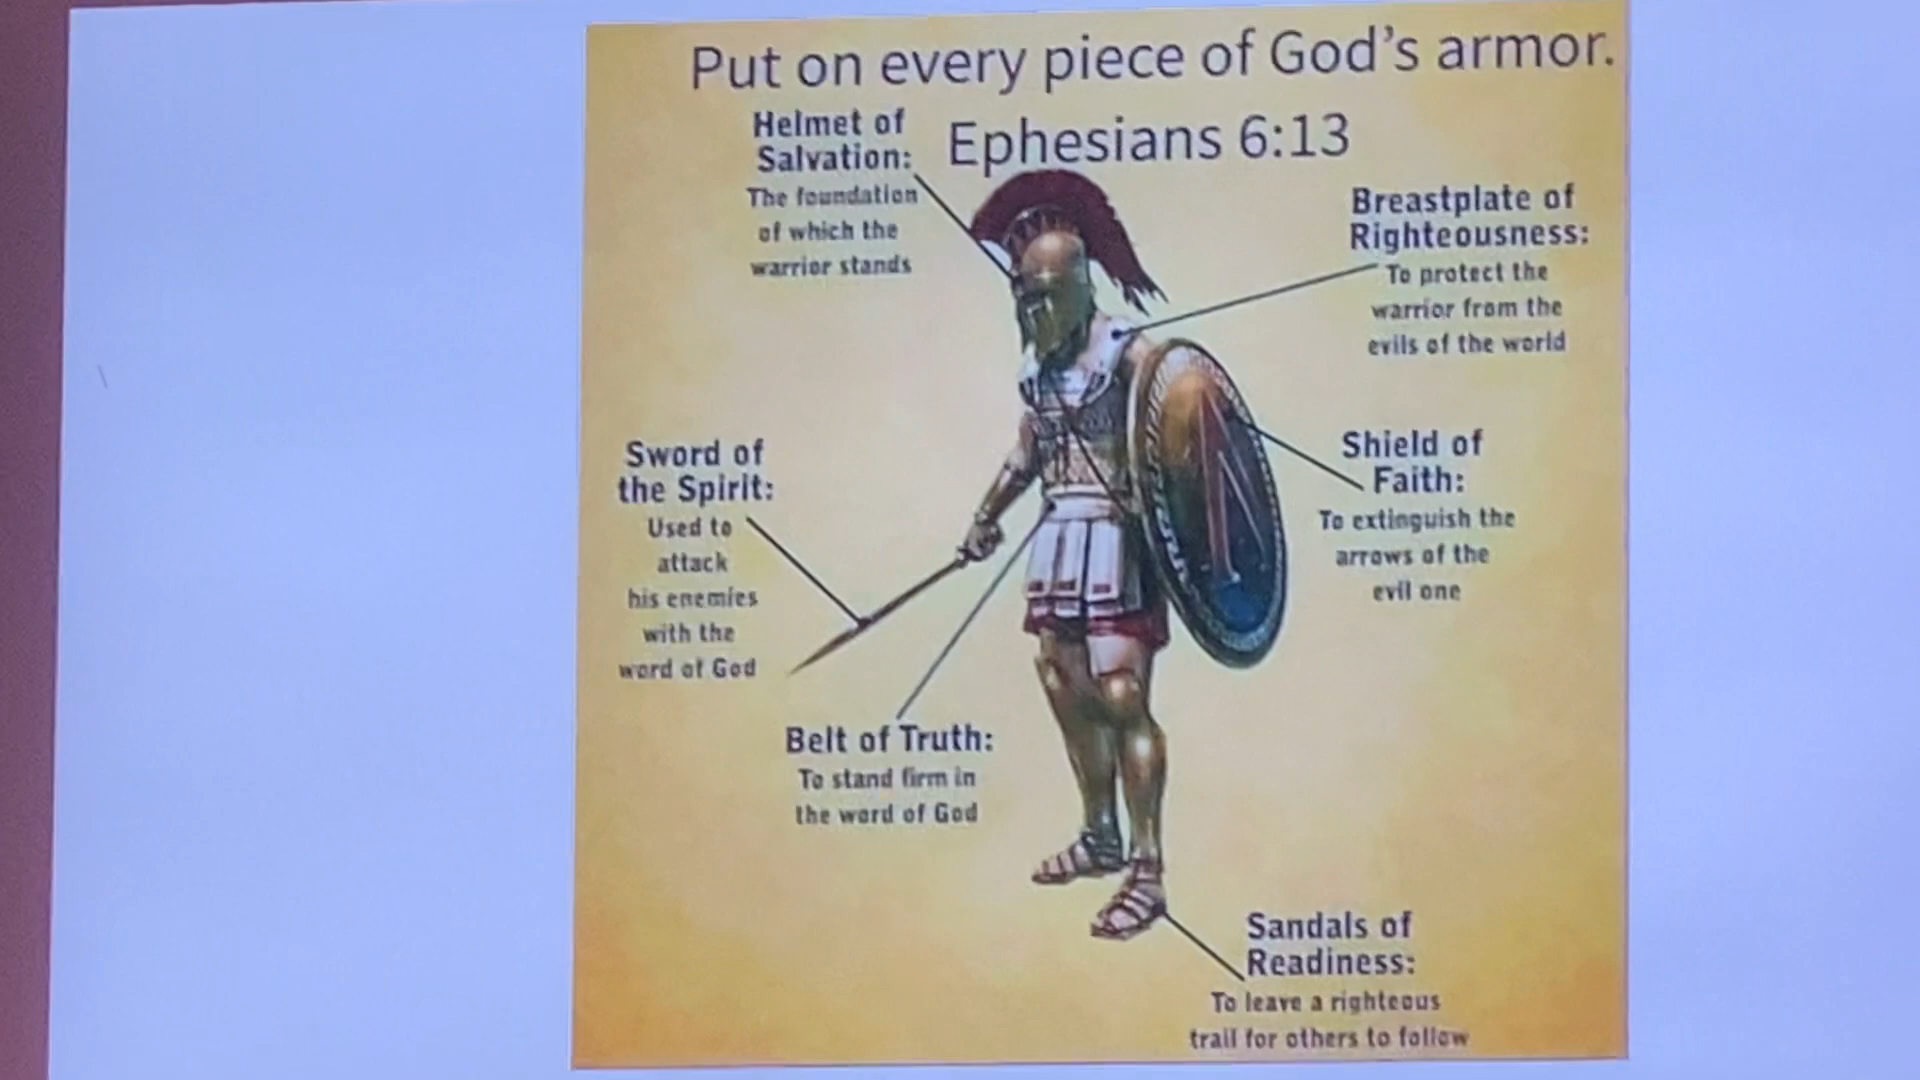 Put on every piece of God's armor.
Ephesians 6:13
Helmet of
Salvation:
The foundation
of which the
warrior stands
Breastplate of
Righteousness:
To protect the
warrior from the
evils of the world
Sword of
the Spirit:
Used to
attack
his enemies
with the
word of God
Shield of
Faith:
To extinguish the
arrows of the
evil one
Belt of Truth:
To stand firm in
the word of God
Sandals of
Readiness:
To leave a righteous
trail for others to follow